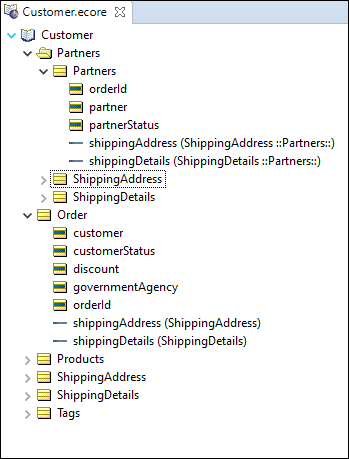 Customer.ecore
Customer
Partners
Partners
orderId
partner
partnerStatus
shippingAddress (ShippingAddress ::Partners::)
shippingDetails (ShippingDetails ::Partners::)
ShippingAddress
ShippingDetails
Order
customer
customerStatus
discount
governmentAgency
orderId
shippingAddress (ShippingAddress)
shippingDetails (ShippingDetails)
Products
ShippingAddress
ShippingDetails
Tags